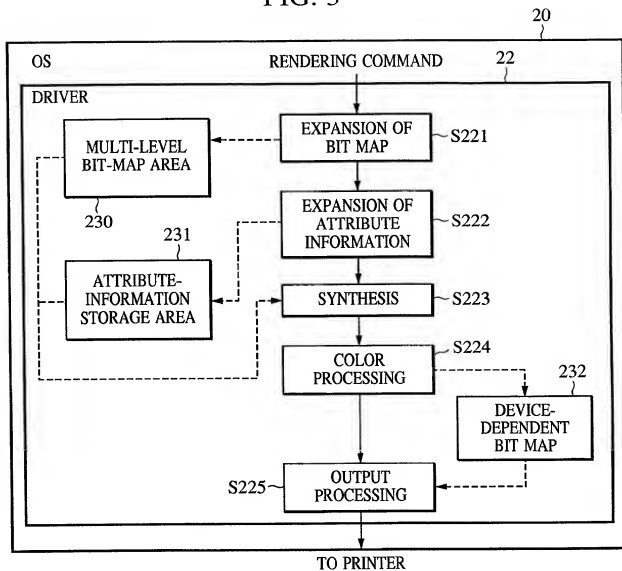 FIG. 3
20
OS
RENDERING COMMAND
22
DRIVER
MULTI-LEVEL
BIT-MAP AREA
230
EXPANSION OF
BIT MAP
S221
EXPANSION OF
ATTRIBUTE
INFORMATION
S222
231
ATTRIBUTE-
INFORMATION
STORAGE AREA
SYNTHESIS
S223
S224
COLOR
PROCESSING
232
DEVICE-
DEPENDENT
BIT MAP
S225
OUTPUT
PROCESSING
TO PRINTER